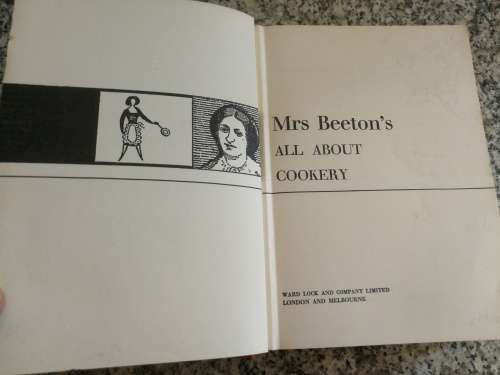 Mrs Beeton's
ALL ABOUT
COOKERY
WARD LOCK AND COMPANY LIMITED
LONDON AND MELBOURNE